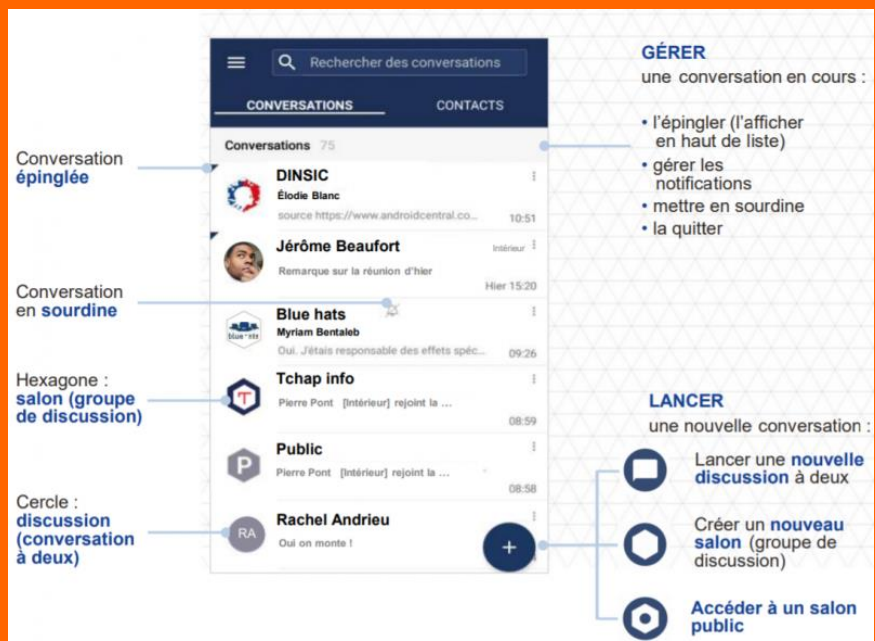 Rechercher des conversations
CONVERSATIONS CONTACTS
Conversations 75
DINSIC
Élodie Blanc
source https://www.androidcentral.co...
10:51
Jérôme Beaufort
Intérieur
Remarque sur la réunion d'hier
Hier 15:20
Blue hats
Myriam Bentaleb
Oui. J'étais responsable des effets spéc...
09:26
Tchap info
Pierre Pont [Intérieur] rejoint la ...
08:59
P
Public
Pierre Pont [Intérieur] rejoint la ...
08:58
RA
Rachel Andrieu
Oui on monte !
+
Conversation
épinglée
Conversation
en sourdine
Hexagone :
salon (groupe
de discussion)
Cercle :
discussion
(conversation
à deux)
GÉRER
une conversation en cours :
• l'épingler (l'afficher
en haut de liste)
• gérer les
notifications
• mettre en sourdine
• la quitter
LANCER
une nouvelle conversation :
Lancer une nouvelle
discussion à deux
Créer un nouveau
salon (groupe de
discussion)
Accéder à un salon
public